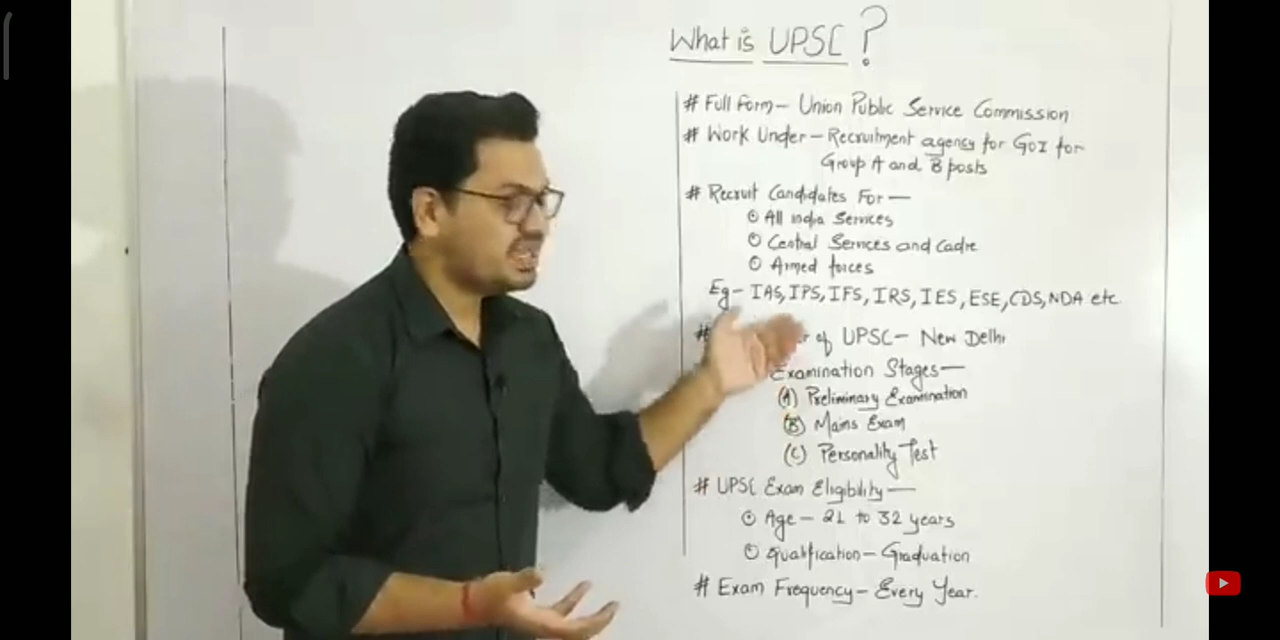 What is UPSC?
# Full Form - Union Public Service Commission
# Work Under - Recruitment agency for GOI for
Group A and B posts
# Recruit Candidates For -
⊙ All india Services
⊙ Central Services and Cadre
⊙ Armed forces
Eg - IAS, IPS, IFS, IRS, IES, ESE, CDS, NDA etc
# of UPSC - New Delhi
Examination Stages -
(A) Preliminary Examination
(B) Mains Exam
(C) Personality Test
# UPSC Exam Eligibility -
⊙ Age - 21 to 32 years
⊙ Qualification - Graduation
# Exam Frequency - Every Year.